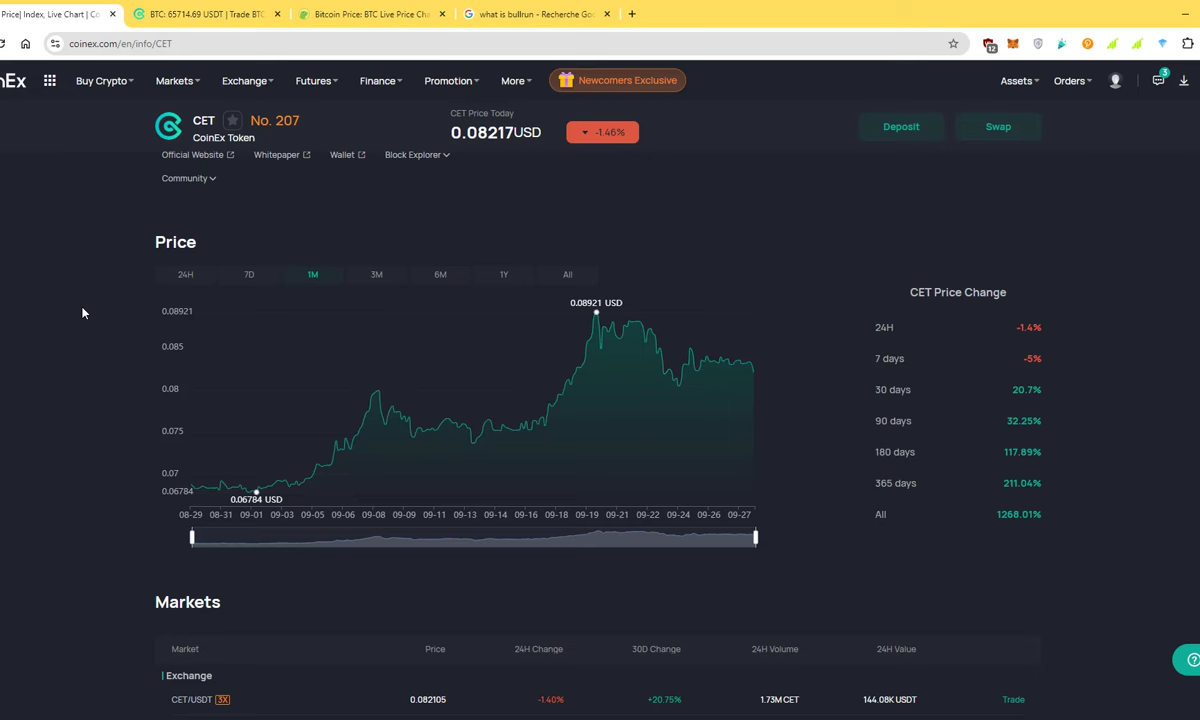 Price| Index, Live Chart | Co
BTC: 65714.69 USDT | Trade BTC
Bitcoin Price: BTC Live Price Cha
what is bullrun - Recherche Goo
coinex.com/en/info/CET
12
nEx
Buy Crypto
Markets
Exchange
Futures
Finance
Promotion
More
Newcomers Exclusive
Assets
Orders
3
CET
No. 207
CoinEx Token
CET Price Today
0.08217USD
-1.46%
Deposit
Swap
Official Website
Whitepaper
Wallet
Block Explorer
Community
Price
24H
7D
1M
3M
6M
1Y
All
0.08921 USD
0.08921
0.085
0.08
0.075
0.07
0.06784
0.06784 USD
08-29 08-31 09-01 09-03 09-05 09-06 09-08 09-09 09-11 09-13 09-14 09-16 09-18 09-19 09-21 09-22 09-24 09-26 09-27
CET Price Change
24H -1.4%
7 days -5%
30 days 20.7%
90 days 32.25%
180 days 117.89%
365 days 211.04%
All 1268.01%
Markets
Market Price 24H Change 30D Change 24H Volume 24H Value
Exchange
CET/USDT 3X 0.082105 -1.40% +20.75% 1.73M CET 144.08K USDT Trade